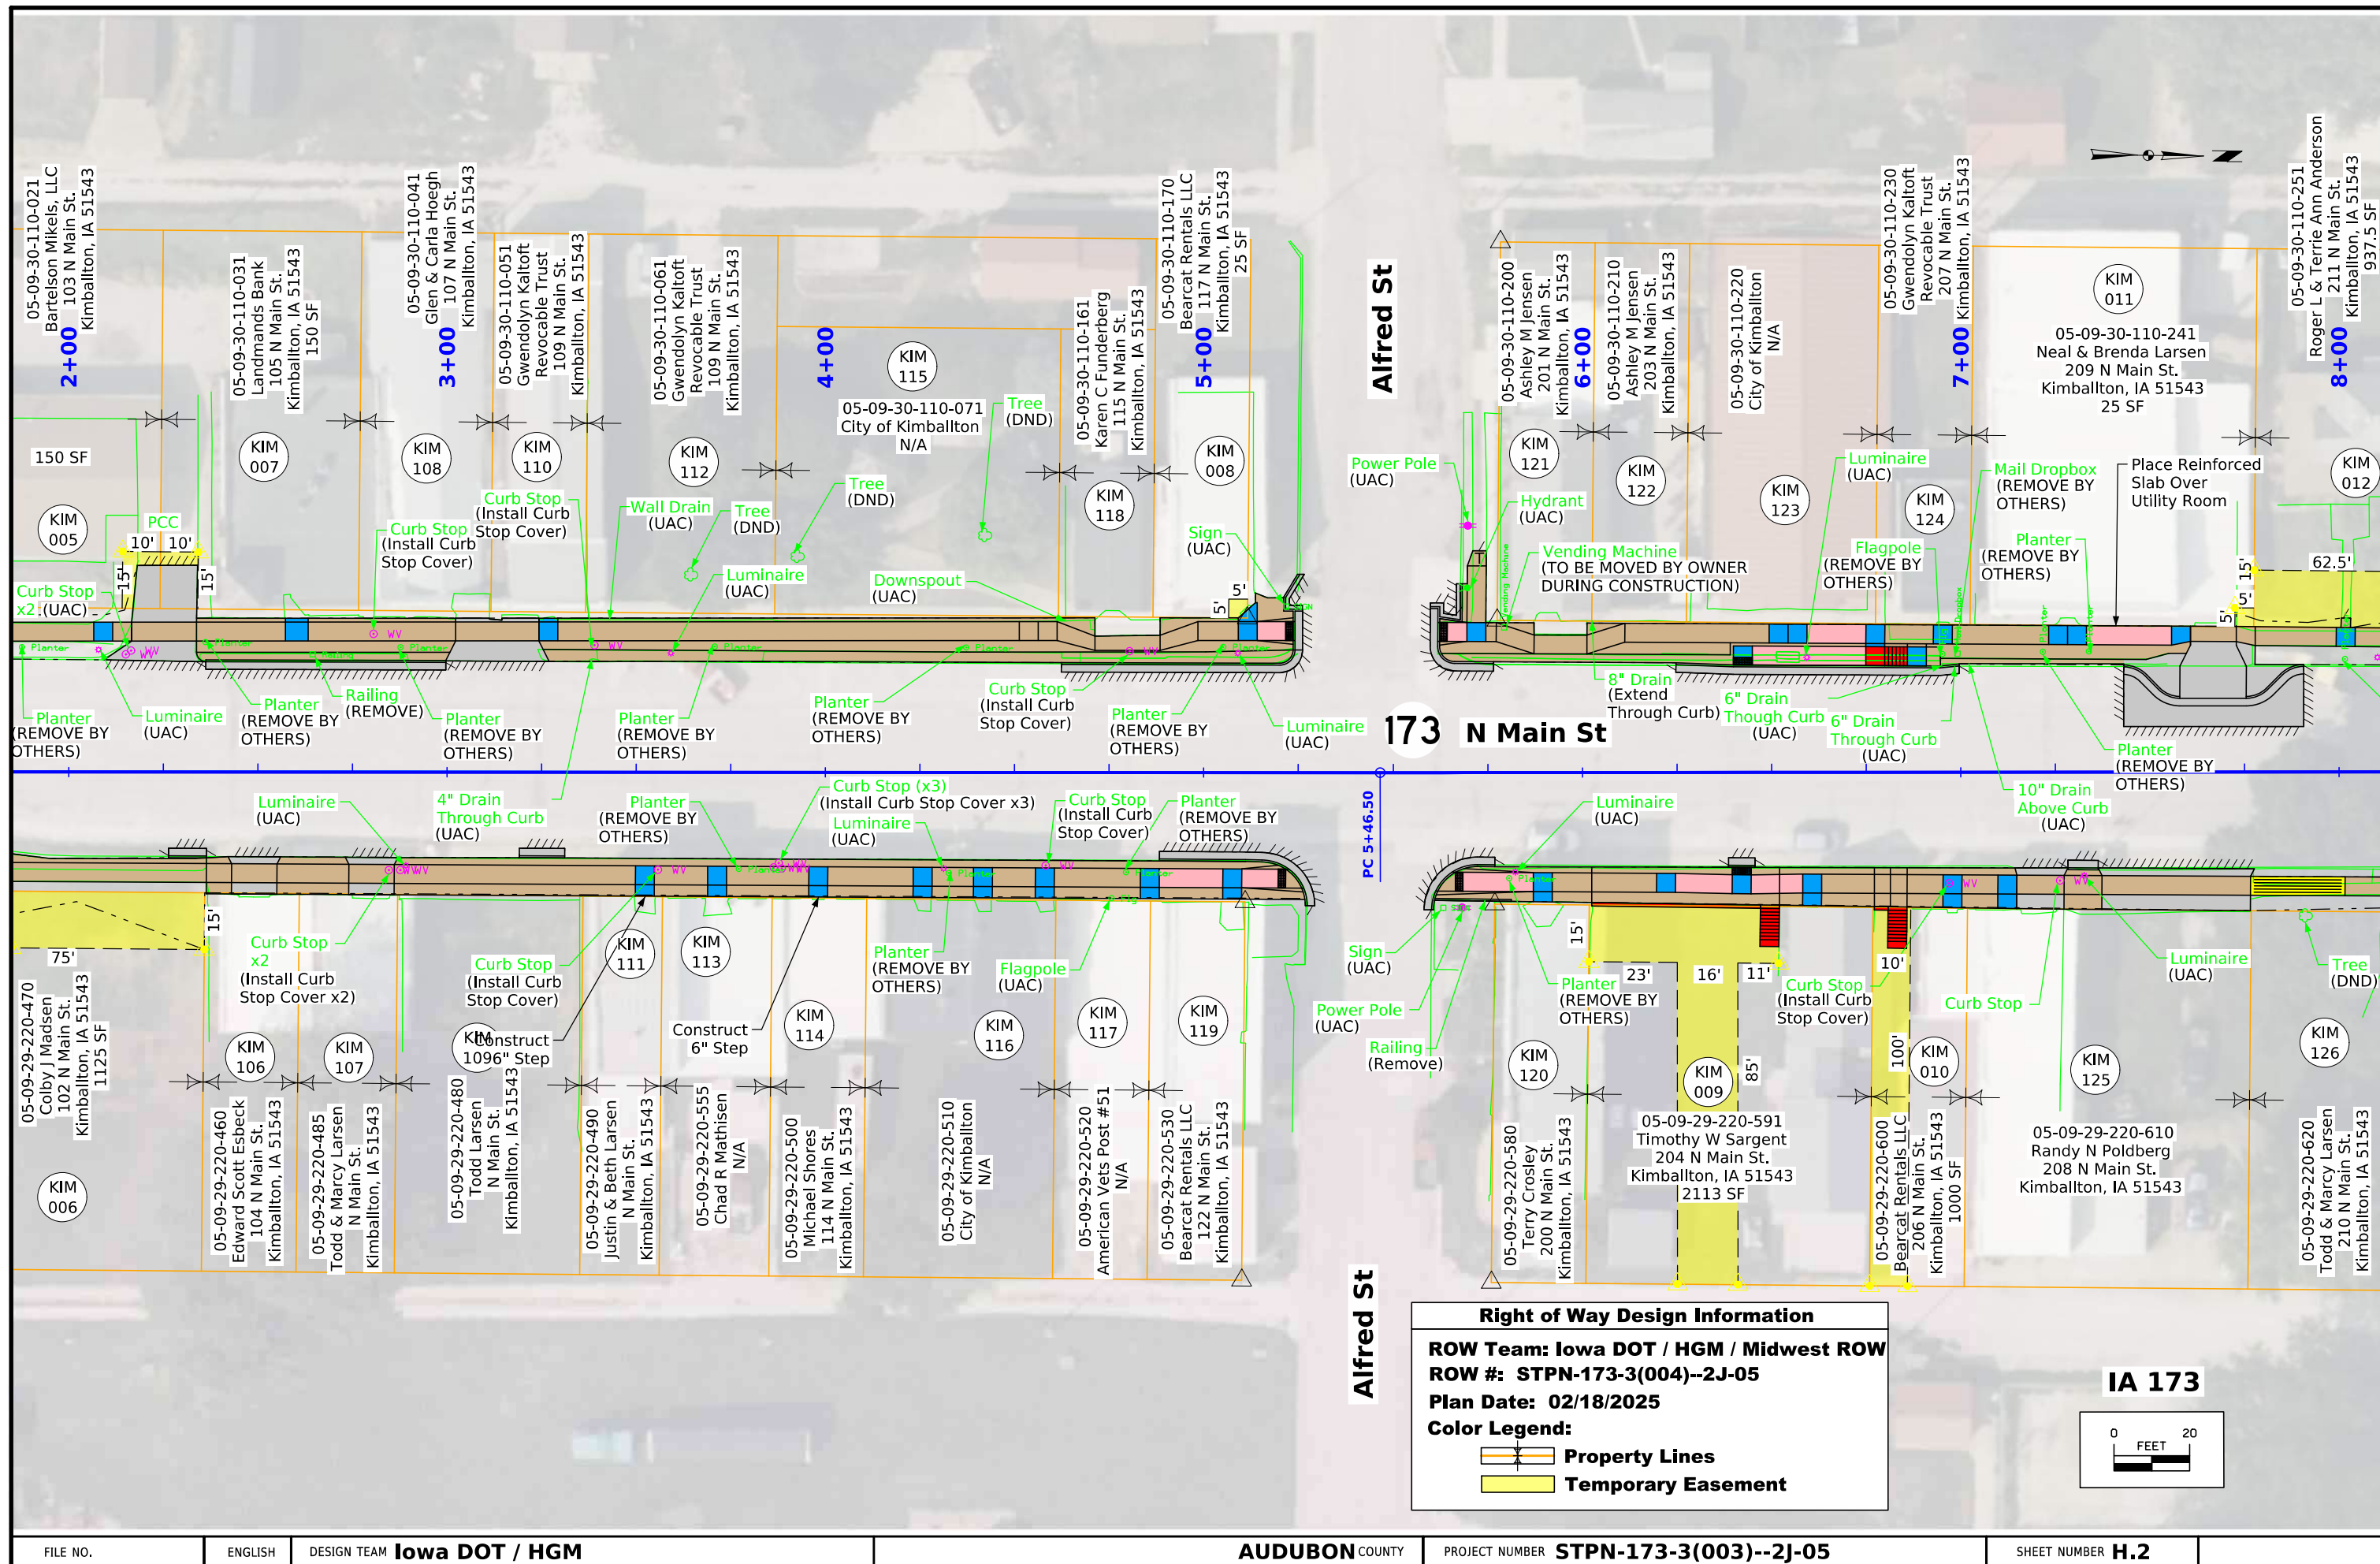 05-09-30-110-021
Bartelson Mikels, LLC
103 N Main St.
Kimballton, IA 51543
2+00
150 SF
KIM
005
05-09-30-110-031
Landmands Bank
105 N Main St.
Kimballton, IA 51543
150 SF
KIM
007
05-09-30-110-041
Glen & Carla Hoegh
107 N Main St.
Kimballton, IA 51543
3+00
KIM
108
05-09-30-110-051
Gwendolyn Kaltoft
Revocable Trust
109 N Main St.
Kimballton, IA 51543
KIM
110
05-09-30-110-061
Gwendolyn Kaltoft
Revocable Trust
109 N Main St.
Kimballton, IA 51543
KIM
112
4+00
KIM
115
05-09-30-110-071
City of Kimballton
N/A
05-09-30-110-161
Karen C Funderberg
115 N Main St.
Kimballton, IA 51543
KIM
118
05-09-30-110-170
Bearcat Rentals LLC
117 N Main St.
Kimballton, IA 51543
25 SF
5+00
KIM
008
Alfred St
05-09-30-110-200
Ashley M Jensen
201 N Main St.
Kimballton, IA 51543
6+00
KIM
121
05-09-30-110-210
Ashley M Jensen
203 N Main St.
Kimballton, IA 51543
KIM
122
05-09-30-110-220
City of Kimballton
N/A
KIM
123
05-09-30-110-230
Gwendolyn Kaltoft
Revocable Trust
207 N Main St.
Kimballton, IA 51543
7+00
KIM
124
KIM
011
05-09-30-110-241
Neal & Brenda Larsen
209 N Main St.
Kimballton, IA 51543
25 SF
05-09-30-110-251
Roger L & Terrie Ann Anderson
211 N Main St.
Kimballton, IA 51543
937.5 SF
8+00
KIM
012
PCC
10'
10'
15'
15'
Curb Stop
x2 (UAC)
Curb Stop
(Install Curb
Stop Cover)
Curb Stop
(Install Curb
Stop Cover)
Wall Drain
(UAC)
Tree
(DND)
Tree
(DND)
Tree
(DND)
Luminaire
(UAC)
Downspout
(UAC)
Sign
(UAC)
5'
5'
Power Pole
(UAC)
Hydrant
(UAC)
Vending Machine
(TO BE MOVED BY OWNER
DURING CONSTRUCTION)
Luminaire
(UAC)
Flagpole
(REMOVE BY
OTHERS)
Mail Dropbox
(REMOVE BY
OTHERS)
Planter
(REMOVE BY
OTHERS)
Place Reinforced
Slab Over
Utility Room
62.5'
15'
5'
5'
Planter
Planter
Railing
WV
Planter
Planter
Planter
WV
Planter
SIGN
Vending Machine
Mail Dropbox
Planter
Planter
Planter
(REMOVE BY
OTHERS)
Luminaire
(UAC)
Planter
(REMOVE BY
OTHERS)
Railing
(REMOVE)
Planter
(REMOVE BY
OTHERS)
Planter
(REMOVE BY
OTHERS)
Planter
(REMOVE BY
OTHERS)
Curb Stop
(Install Curb
Stop Cover)
Planter
(REMOVE BY
OTHERS)
Luminaire
(UAC)
173 N Main St
8" Drain
(Extend
Through Curb)
6" Drain
Though Curb
(UAC)
6" Drain
Through Curb
(UAC)
Planter
(REMOVE BY
OTHERS)
PC 5+46.50
Luminaire
(UAC)
4" Drain
Through Curb
(UAC)
Planter
(REMOVE BY
OTHERS)
Curb Stop (x3)
(Install Curb Stop Cover x3)
Luminaire
(UAC)
Curb Stop
(Install Curb
Stop Cover)
Planter
(REMOVE BY
OTHERS)
Luminaire
(UAC)
10" Drain
Above Curb
(UAC)
WV
Planter
WV
Planter
Planter
WV
WV
15'
75'
Curb Stop
x2
(Install Curb
Stop Cover x2)
Curb Stop
(Install Curb
Stop Cover)
Construct
6" Step
Construct
6" Step
Planter
(REMOVE BY
OTHERS)
Flagpole
(UAC)
Sign
(UAC)
Power Pole
(UAC)
Railing
(Remove)
Planter
(REMOVE BY
OTHERS)
15'
23'
16'
11'
85'
Curb Stop
(Install Curb
Stop Cover)
10'
100'
Curb Stop
Luminaire
(UAC)
Tree
(DND)
05-09-29-220-470
Colby J Madsen
102 N Main St.
Kimballton, IA 51543
1125 SF
KIM
006
KIM
106
05-09-29-220-460
Edward Scott Esbeck
104 N Main St.
Kimballton, IA 51543
KIM
107
05-09-29-220-485
Todd & Marcy Larsen
N Main St.
Kimballton, IA 51543
KIM
109
05-09-29-220-480
Todd Larsen
N Main St.
Kimballton, IA 51543
KIM
111
05-09-29-220-490
Justin & Beth Larsen
N Main St.
Kimballton, IA 51543
KIM
113
05-09-29-220-555
Chad R Mathisen
N/A
KIM
114
05-09-29-220-500
Michael Shores
114 N Main St.
Kimballton, IA 51543
KIM
116
05-09-29-220-510
City of Kimballton
N/A
KIM
117
05-09-29-220-520
American Vets Post #51
N/A
KIM
119
05-09-29-220-530
Bearcat Rentals LLC
122 N Main St.
Kimballton, IA 51543
Alfred St
KIM
120
05-09-29-220-580
Terry Crosley
200 N Main St.
Kimballton, IA 51543
KIM
009
05-09-29-220-591
Timothy W Sargent
204 N Main St.
Kimballton, IA 51543
2113 SF
KIM
010
05-09-29-220-600
Bearcat Rentals LLC
206 N Main St.
Kimballton, IA 51543
1000 SF
KIM
125
05-09-29-220-610
Randy N Poldberg
208 N Main St.
Kimballton, IA 51543
KIM
126
05-09-29-220-620
Todd & Marcy Larsen
210 N Main St.
Kimballton, IA 51543
Right of Way Design Information
ROW Team: Iowa DOT / HGM / Midwest ROW
ROW #: STPN-173-3(004)--2J-05
Plan Date: 02/18/2025
Color Legend:
Property Lines
Temporary Easement
IA 173
0 20
FEET
FILE NO.
ENGLISH
DESIGN TEAM Iowa DOT / HGM
AUDUBON COUNTY
PROJECT NUMBER STPN-173-3(003)--2J-05
SHEET NUMBER H.2